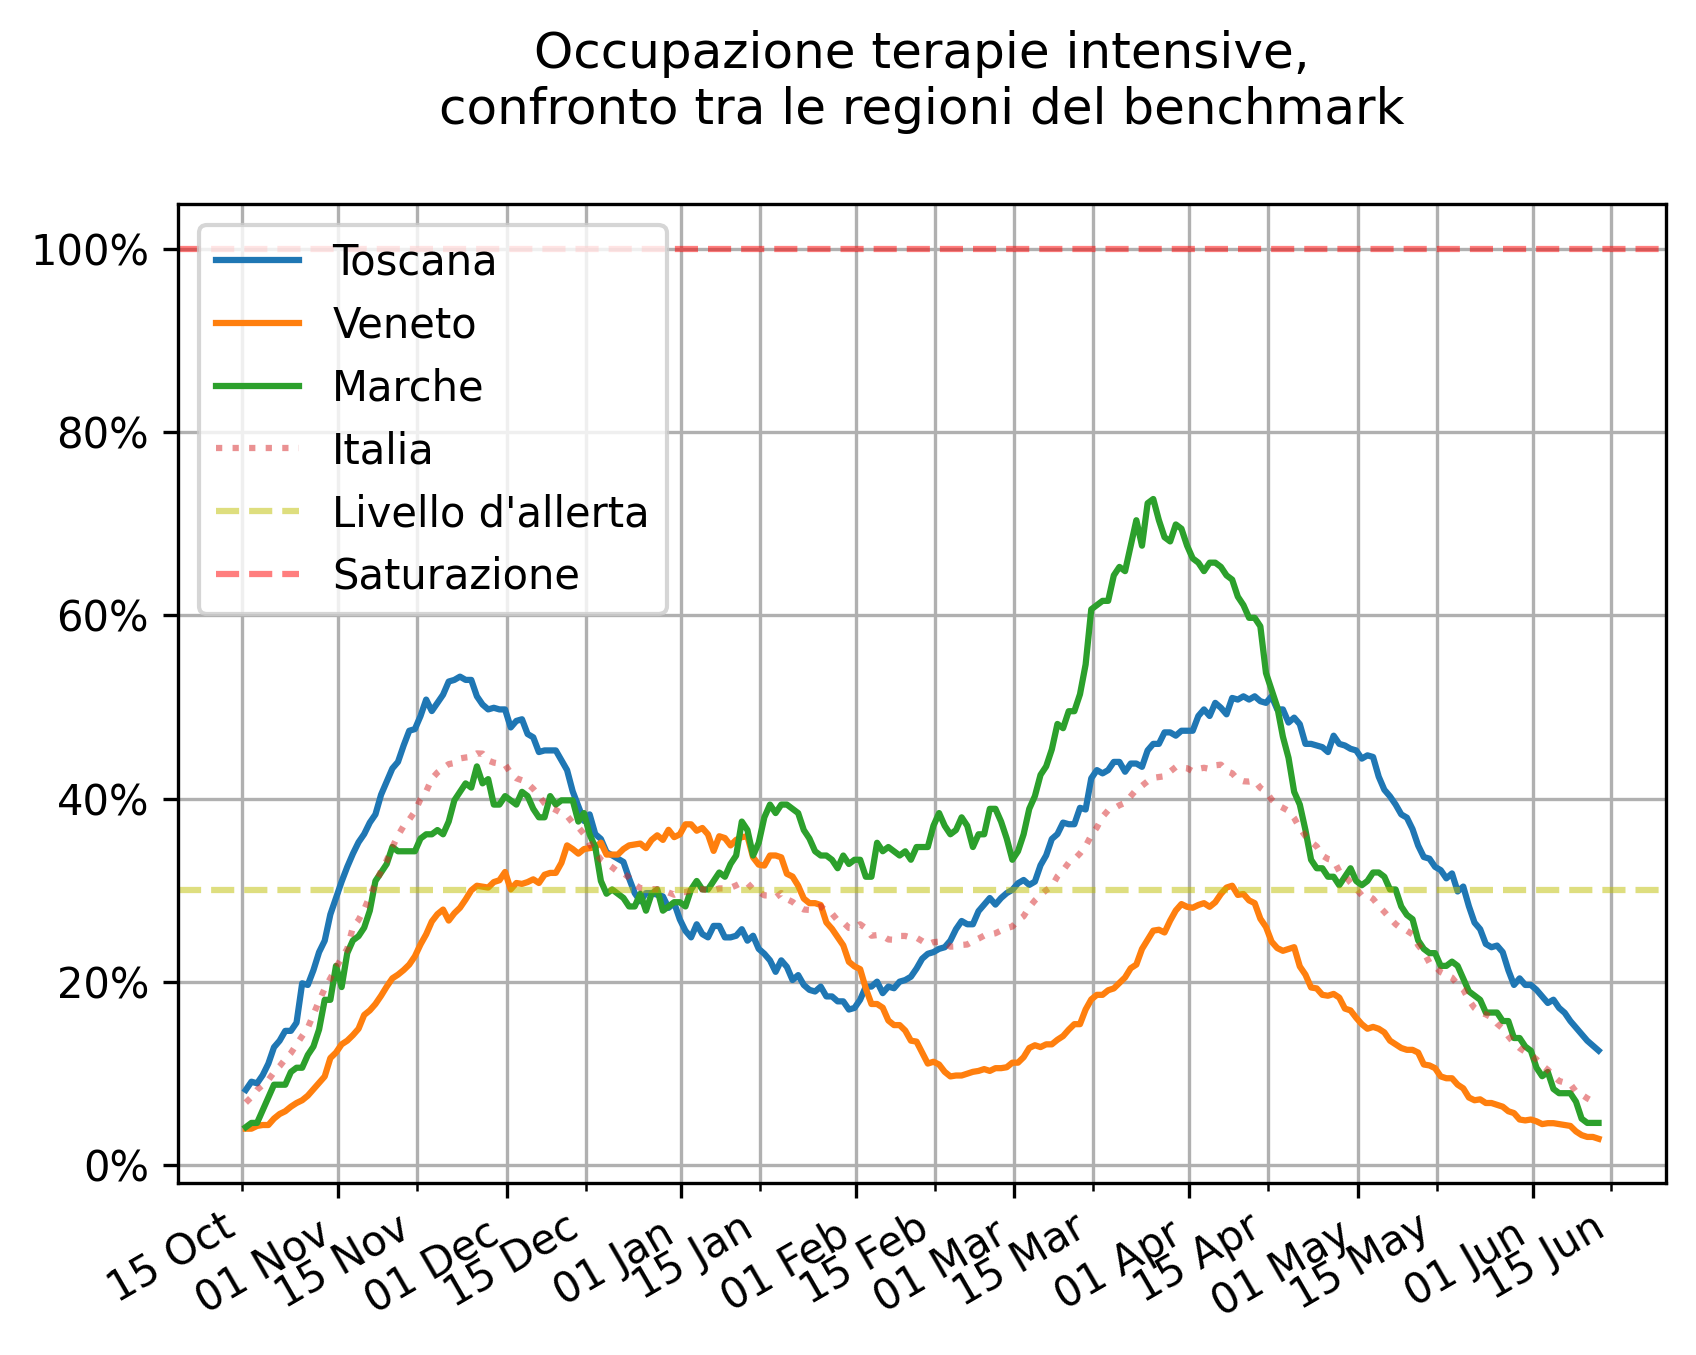 Occupazione terapie intensive,
confronto tra le regioni del benchmark
100%
80%
60%
40%
20%
0%
Toscana
Veneto
Marche
Italia
Livello d'allerta
Saturazione
15 Oct
01 Nov
15 Nov
01 Dec
15 Dec
01 Jan
15 Jan
01 Feb
15 Feb
01 Mar
15 Mar
01 Apr
15 Apr
01 May
15 May
01 Jun
15 Jun